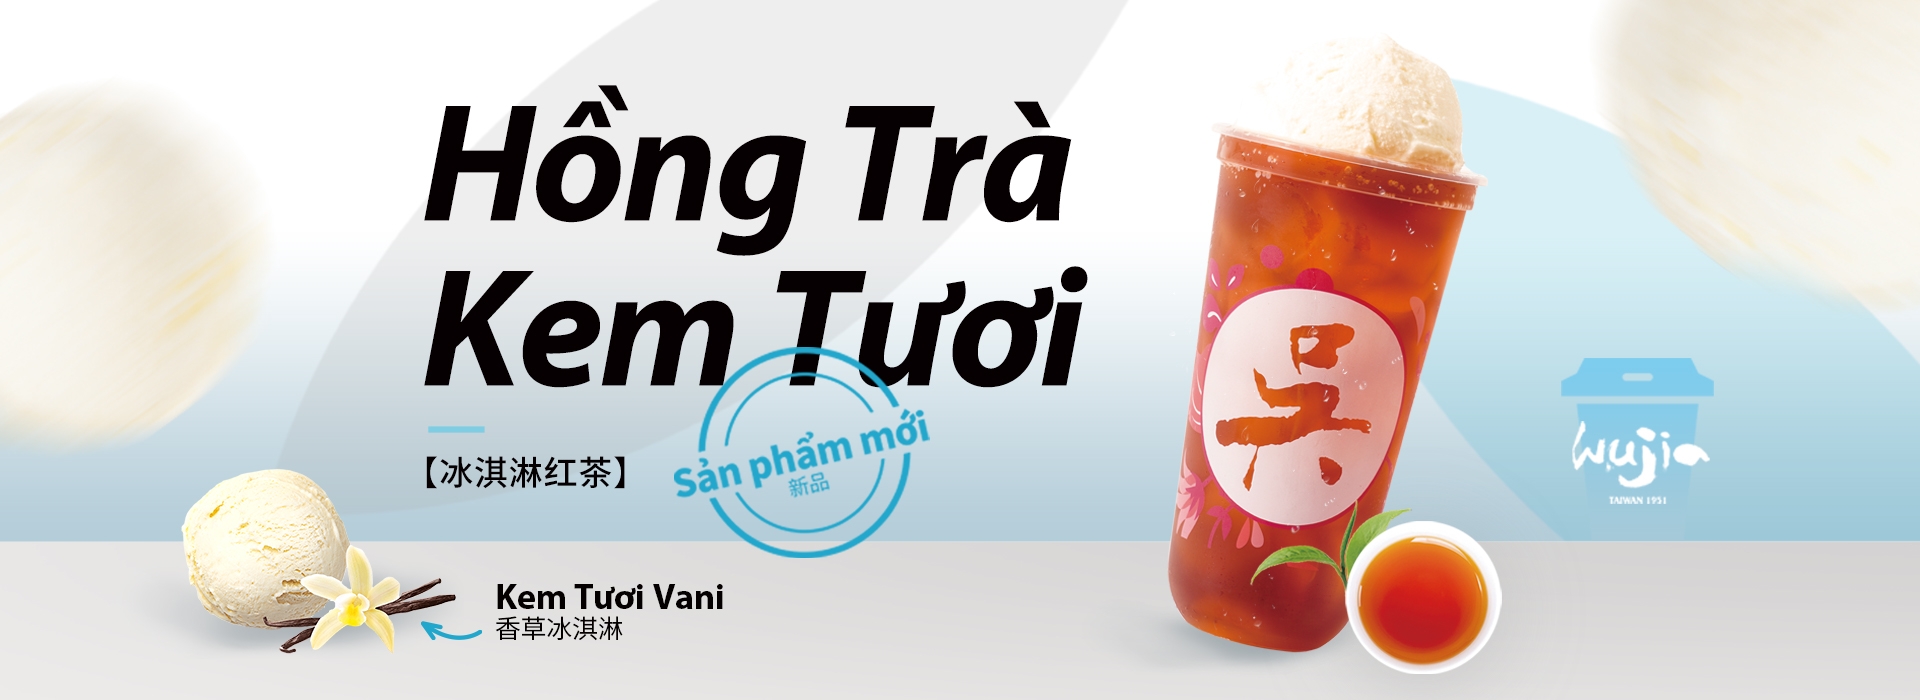 Hồng Trà
Kem Tươi
【冰淇淋红茶】
Sản phẩm mới
新品
Kem Tươi Vani
香草冰淇淋
吴
wujia
TAIWAN 1951